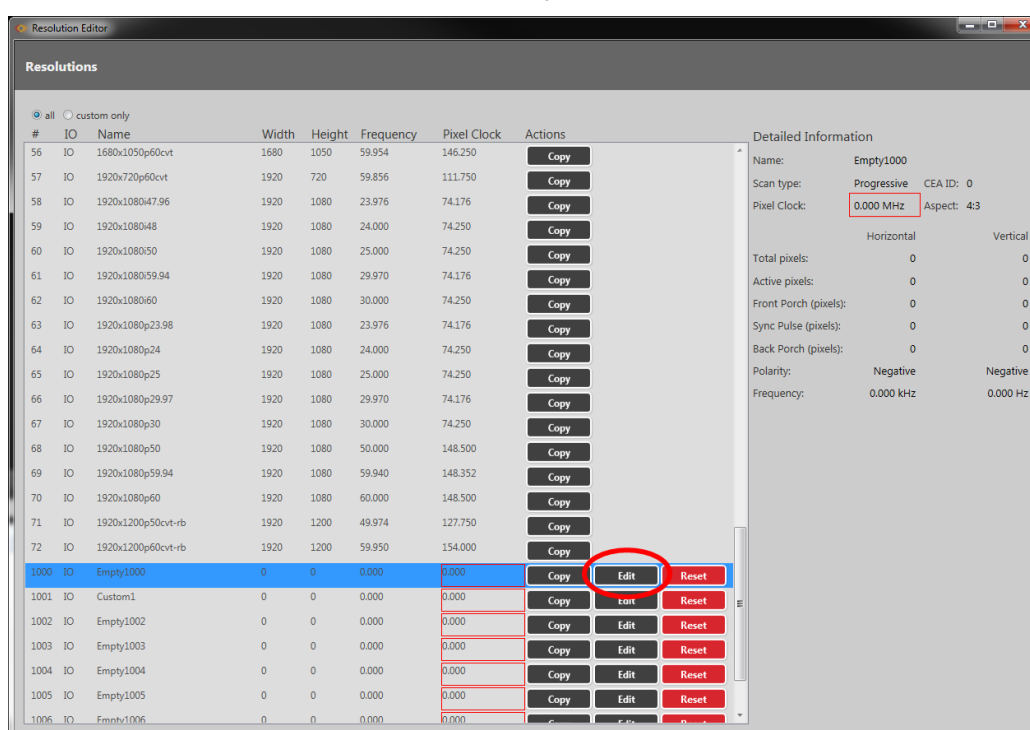 Resolution Editor
Resolutions
all custom only
# IO Name Width Height Frequency Pixel Clock Actions
56 IO 1680x1050p60cvt 1680 1050 59.954 146.250 Copy
57 IO 1920x720p60cvt 1920 720 59.856 111.750 Copy
58 IO 1920x1080i47.96 1920 1080 23.976 74.176 Copy
59 IO 1920x1080i48 1920 1080 24.000 74.250 Copy
60 IO 1920x1080i50 1920 1080 25.000 74.250 Copy
61 IO 1920x1080i59.94 1920 1080 29.970 74.176 Copy
62 IO 1920x1080i60 1920 1080 30.000 74.250 Copy
63 IO 1920x1080p23.98 1920 1080 23.976 74.176 Copy
64 IO 1920x1080p24 1920 1080 24.000 74.250 Copy
65 IO 1920x1080p25 1920 1080 25.000 74.250 Copy
66 IO 1920x1080p29.97 1920 1080 29.970 74.176 Copy
67 IO 1920x1080p30 1920 1080 30.000 74.250 Copy
68 IO 1920x1080p50 1920 1080 50.000 148.500 Copy
69 IO 1920x1080p59.94 1920 1080 59.940 148.352 Copy
70 IO 1920x1080p60 1920 1080 60.000 148.500 Copy
71 IO 1920x1200p50cvt-rb 1920 1200 49.974 127.750 Copy
72 IO 1920x1200p60cvt-rb 1920 1200 59.950 154.000 Copy
1000 IO Empty1000 0 0 0.000 0.000 Copy Edit Reset
1001 IO Custom1 0 0 0.000 0.000 Copy Edit Reset
1002 IO Empty1002 0 0 0.000 0.000 Copy Edit Reset
1003 IO Empty1003 0 0 0.000 0.000 Copy Edit Reset
1004 IO Empty1004 0 0 0.000 0.000 Copy Edit Reset
1005 IO Empty1005 0 0 0.000 0.000 Copy Edit Reset
1006 IO Empty1006 0 0 0.000 0.000
Detailed Information
Name: Empty1000
Scan type: Progressive CEA ID: 0
Pixel Clock: 0.000 MHz Aspect: 4:3
Horizontal Vertical
Total pixels: 0 0
Active pixels: 0 0
Front Porch (pixels): 0 0
Sync Pulse (pixels): 0 0
Back Porch (pixels): 0 0
Polarity: Negative Negative
Frequency: 0.000 kHz 0.000 Hz